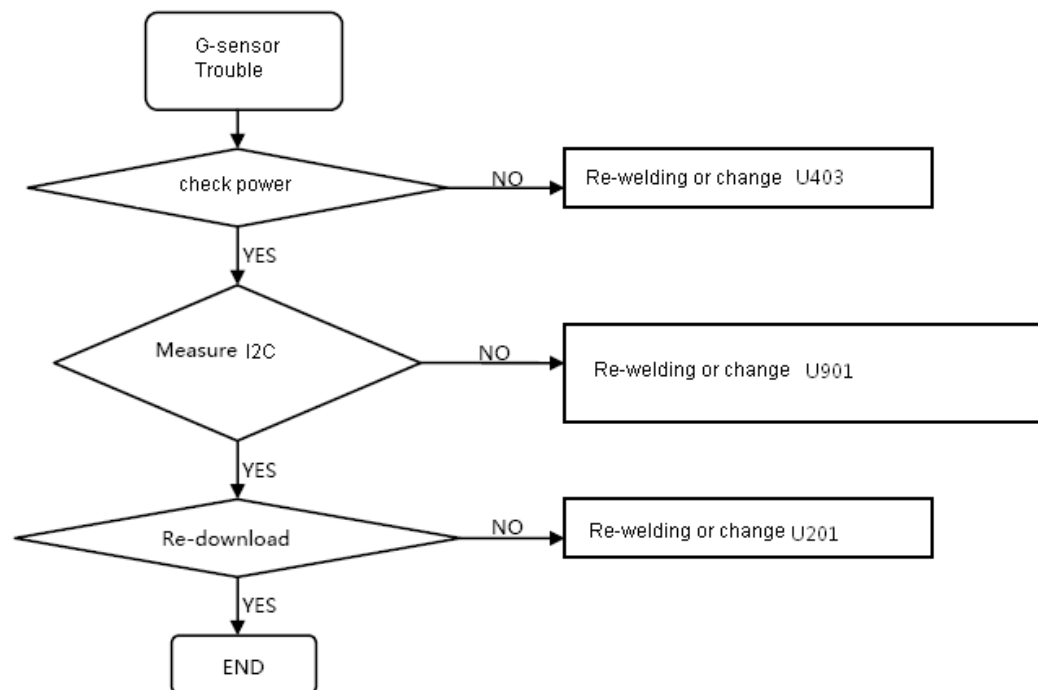 G-sensor
Trouble
check power
NO
Re-welding or change U403
YES
Measure I2C
NO
Re-welding or change U901
YES
Re-download
NO
Re-welding or change U201
YES
END